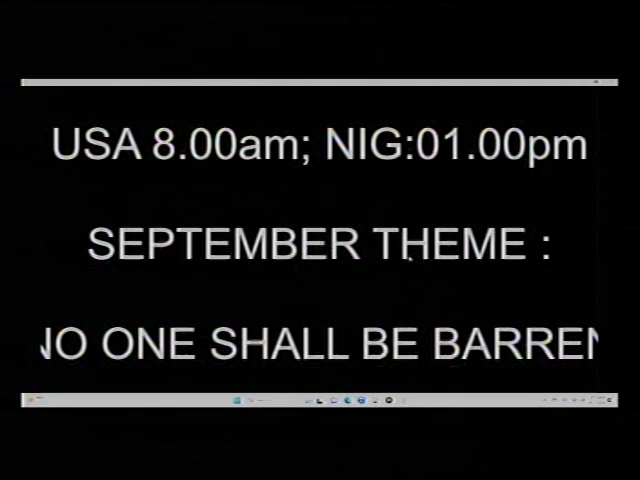 USA 8.00am; NIG:01.00pm
SEPTEMBER THEME :
NO ONE SHALL BE BARREN